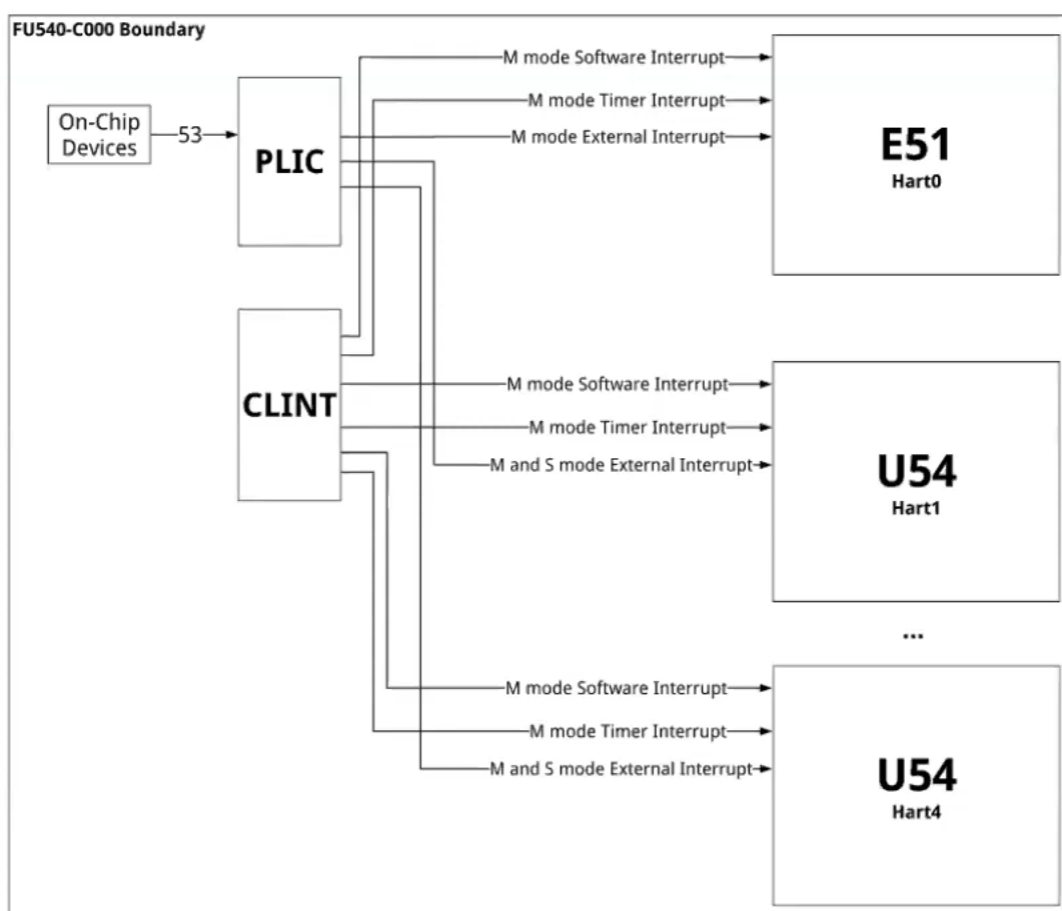 FU540-C000 Boundary
M mode Software Interrupt
On-Chip
Devices
53
PLIC
M mode Timer Interrupt
M mode External Interrupt
E51
Hart0
CLINT
M mode Software Interrupt
M mode Timer Interrupt
M and S mode External Interrupt
U54
Hart1
...
M mode Software Interrupt
M mode Timer Interrupt
M and S mode External Interrupt
U54
Hart4